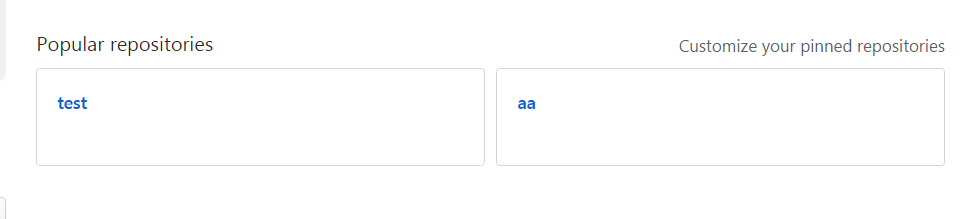 Popular repositories
Customize your pinned repositories
test
aa